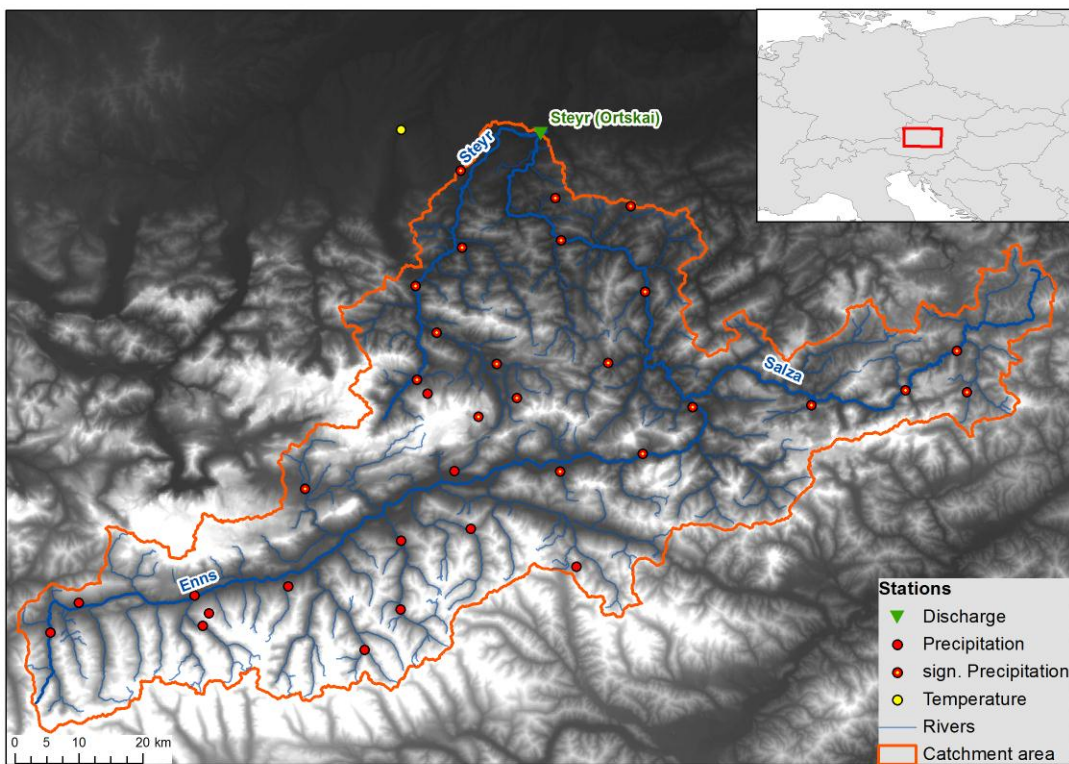 Steyr (Ortskai)
Steyr
Salza
Enns
Stations
Discharge
Precipitation
sign. Precipitation
Temperature
Rivers
Catchment area
0 5 10 20 km